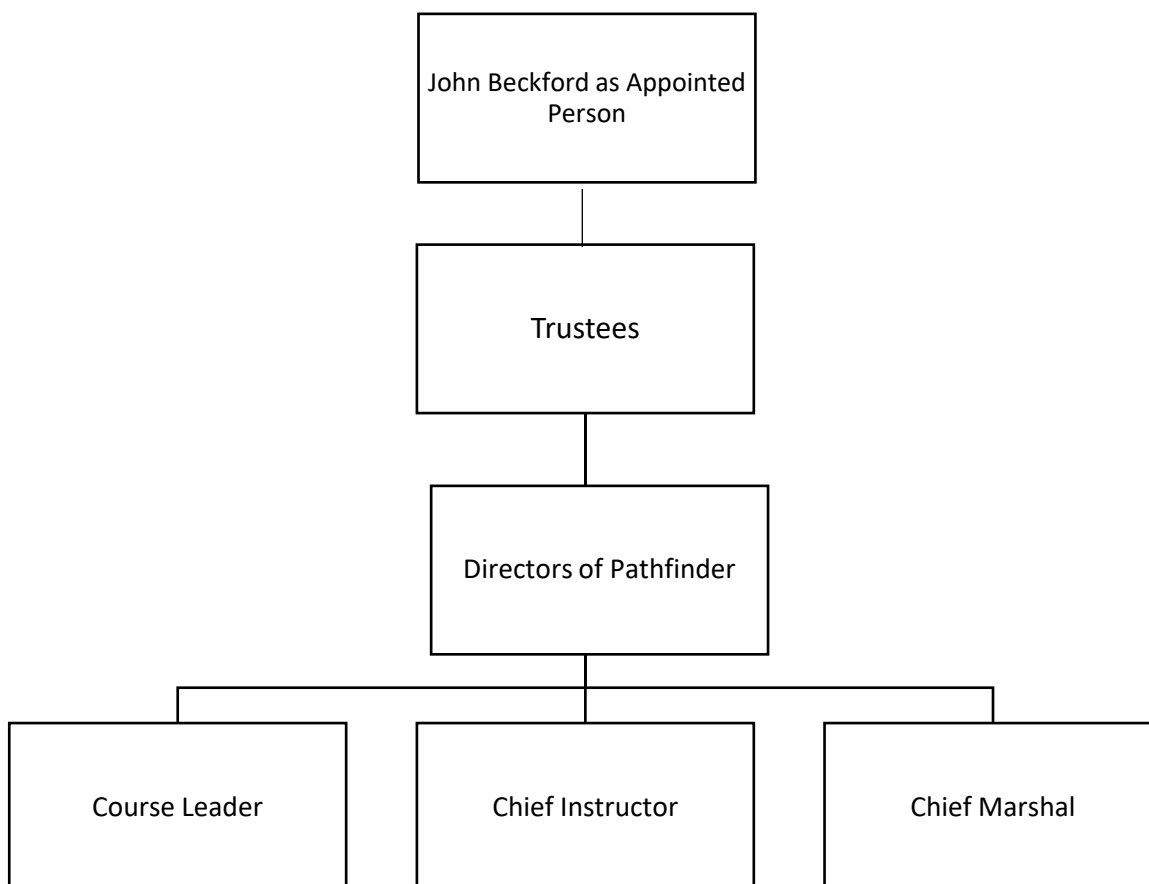 John Beckford as Appointed
Person
Trustees
Directors of Pathfinder
Course Leader
Chief Instructor
Chief Marshal